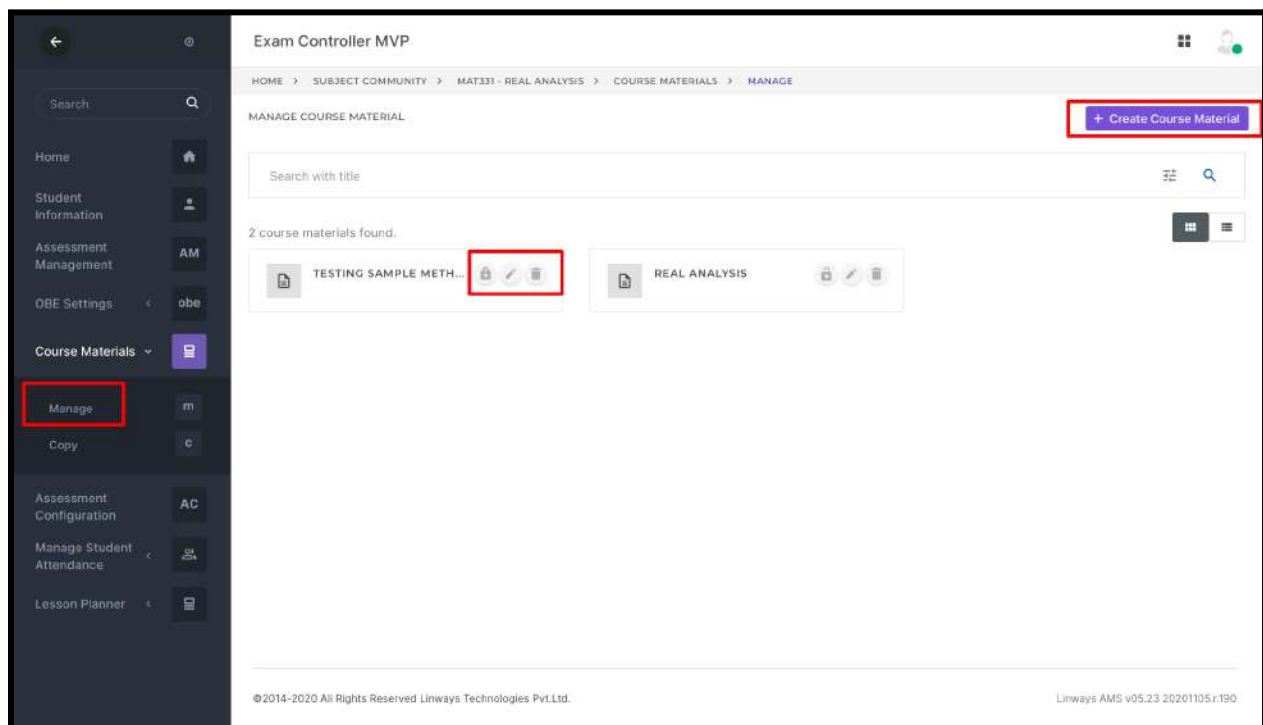 Exam Controller MVP
HOME > SUBJECT COMMUNITY > MAT331 - REAL ANALYSIS > COURSE MATERIALS > MANAGE
Search
MANAGE COURSE MATERIAL
+ Create Course Material
Home
Search with title
Student
Information
2 course materials found.
Assessment
Management
AM
TESTING SAMPLE METH...
REAL ANALYSIS
OBE Settings
obe
Course Materials
Manage
m
Copy
c
Assessment
Configuration
AC
Manage Student
Attendance
Lesson Planner
©2014-2020 All Rights Reserved Linways Technologies Pvt.Ltd.
Linways AMS v05.23 20201105.r.190